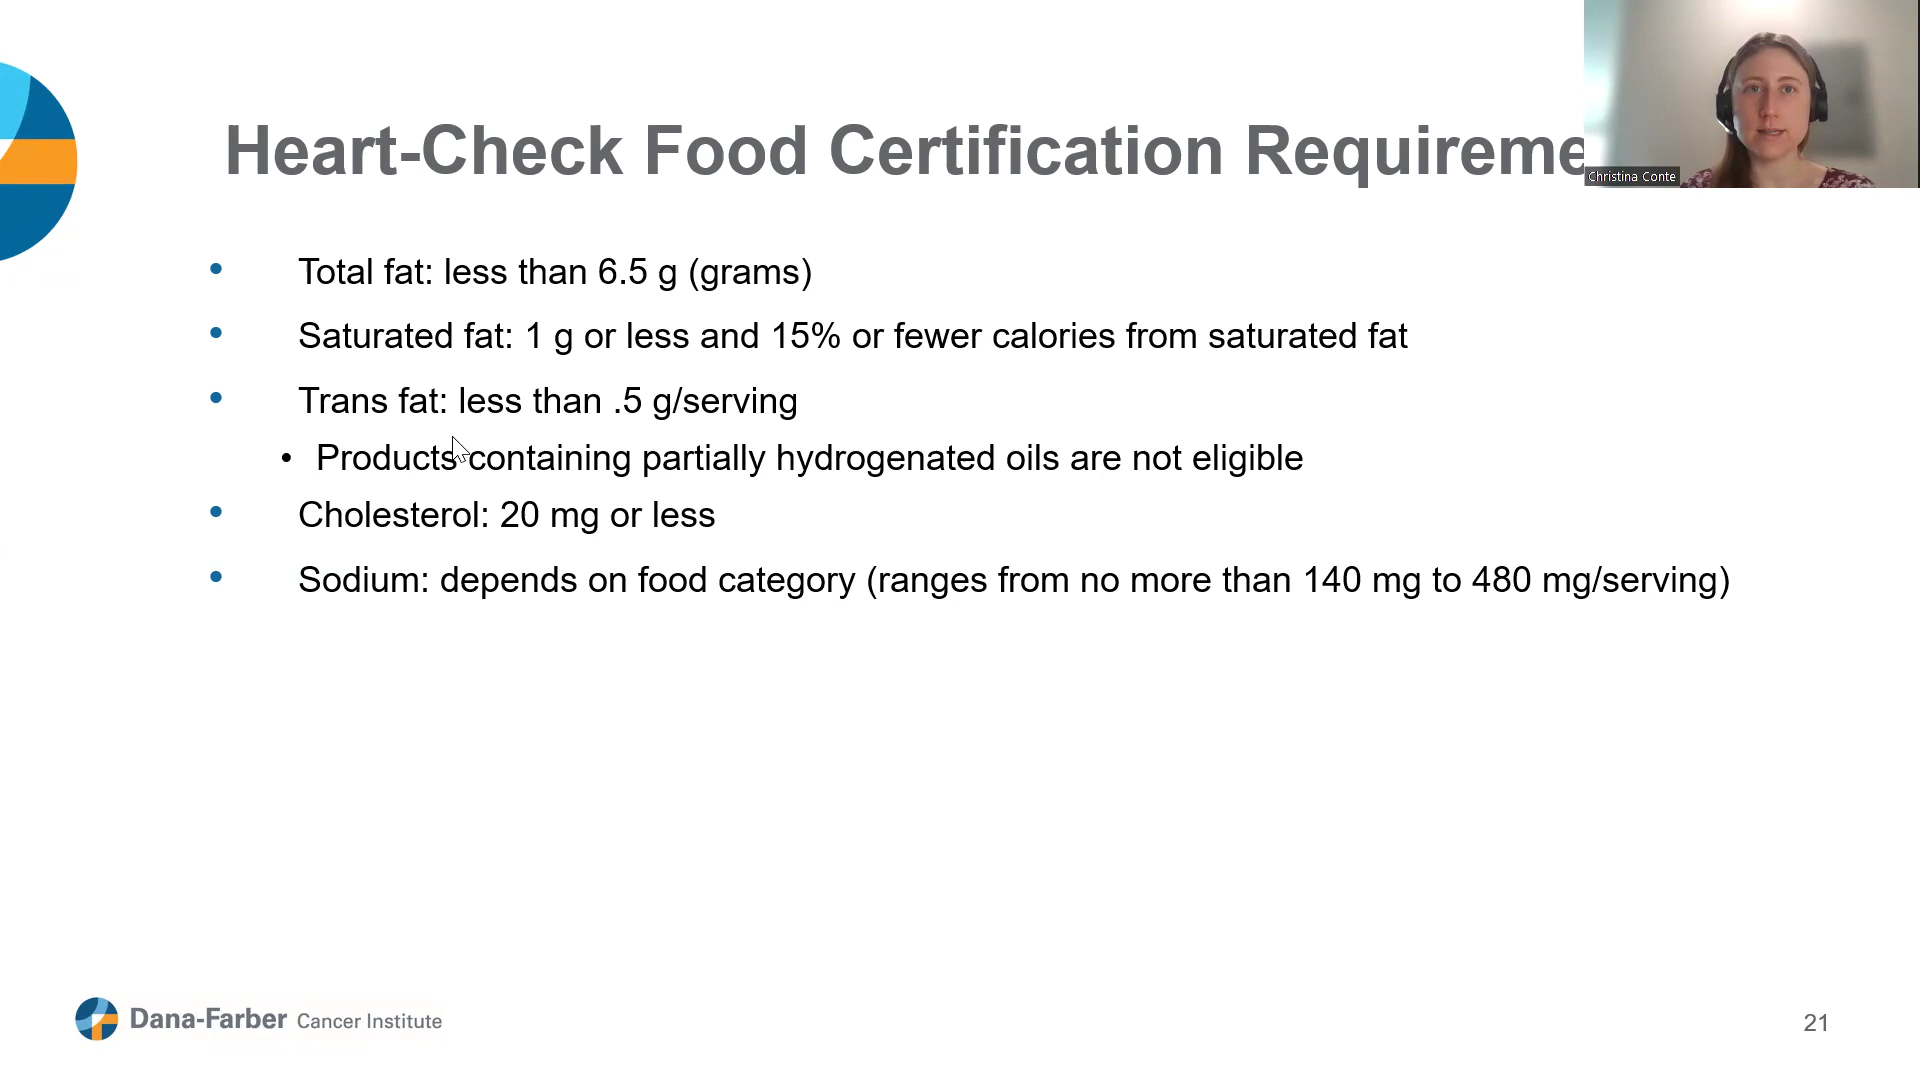 Heart-Check Food Certification Requireme
Christina Conte
• Total fat: less than 6.5 g (grams)
• Saturated fat: 1 g or less and 15% or fewer calories from saturated fat
• Trans fat: less than .5 g/serving
• Products containing partially hydrogenated oils are not eligible
• Cholesterol: 20 mg or less
• Sodium: depends on food category (ranges from no more than 140 mg to 480 mg/serving)
Dana-Farber Cancer Institute
21